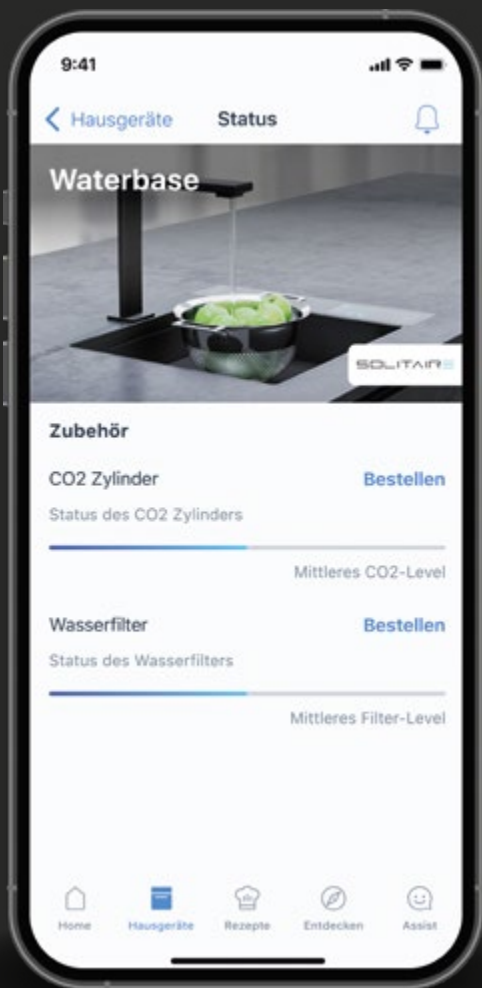 9:41
Hausgeräte Status
Waterbase
SOLITAIRE
Zubehör
CO2 Zylinder Bestellen
Status des CO2 Zylinders
Mittleres CO2-Level
Wasserfilter Bestellen
Status des Wasserfilters
Mittleres Filter-Level
Home Hausgeräte Rezepte Entdecken Assist